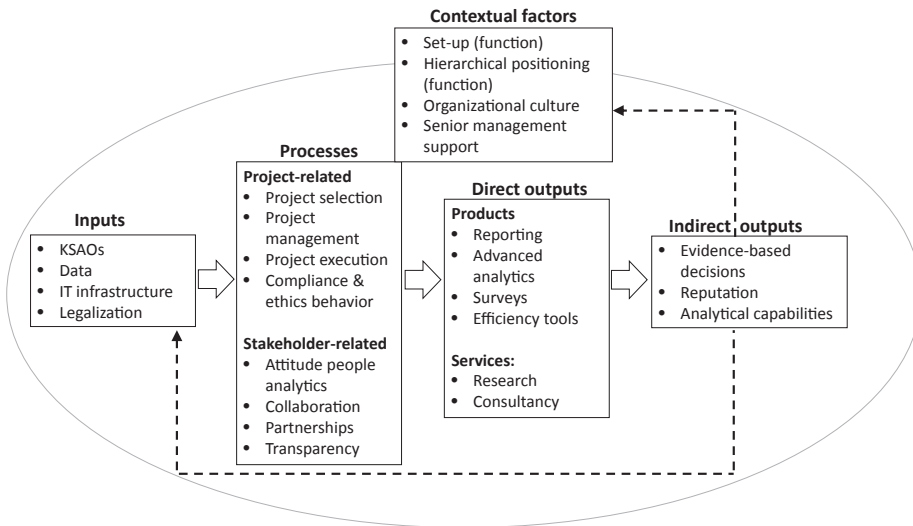 Contextual factors
• Set-up (function)
• Hierarchical positioning
(function)
• Organizational culture
• Senior management
support
Processes
Project-related
• Project selection
• Project
management
• Project execution
• Compliance &
ethics behavior
Stakeholder-related
• Attitude people
analytics
• Collaboration
• Partnerships
• Transparency
Inputs
• KSAOs
• Data
• IT infrastructure
• Legalization
Direct outputs
Products
• Reporting
• Advanced
analytics
• Surveys
• Efficiency tools
Services:
• Research
• Consultancy
Indirect outputs
• Evidence-based
decisions
• Reputation
• Analytical capabilities